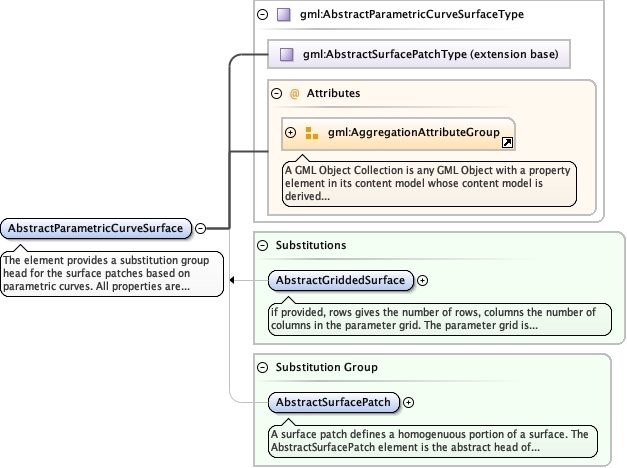 gml:AbstractParametricCurveSurfaceType
gml:AbstractSurfacePatchType (extension base)
@ Attributes
gml:AggregationAttributeGroup
A GML Object Collection is any GML Object with a property
element in its content model whose content model is
derived...
AbstractParametricCurveSurface
The element provides a substitution group
head for the surface patches based on
parametric curves. All properties are...
Substitutions
AbstractGriddedSurface
if provided, rows gives the number of rows, columns the number of
columns in the parameter grid. The parameter grid is...
Substitution Group
AbstractSurfacePatch
A surface patch defines a homogenuous portion of a surface. The
AbstractSurfacePatch element is the abstract head of...